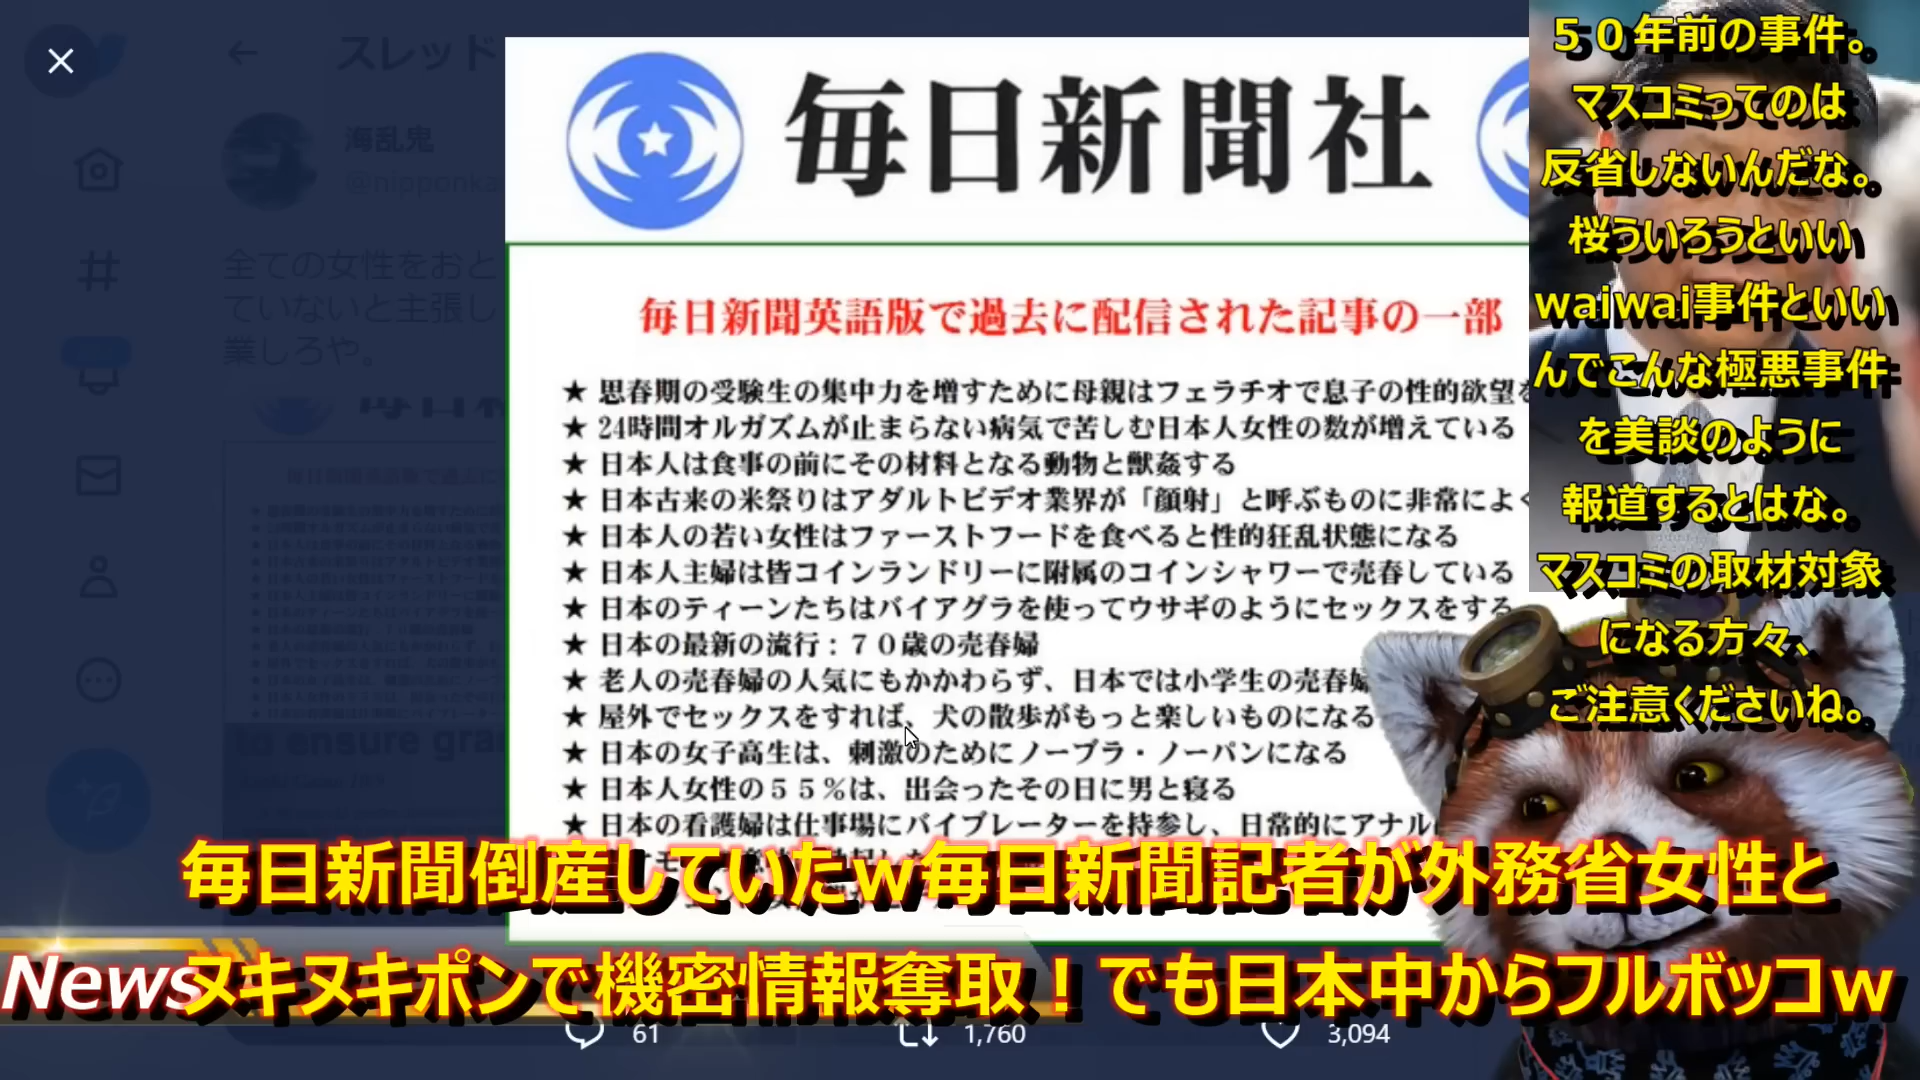 スレッド
海乱鬼
@nipponka
全ての女性をおと
ていないと主張し
業しろや。
毎日新聞社
毎日新聞英語版で過去に配信された記事の一部
★ 思春期の受験生の集中力を増すために母親はフェラチオで息子の性的欲望を
★ 24時間オルガズムが止まらない病気で苦しむ日本人女性の数が増えている
★ 日本人は食事の前にその材料となる動物と獣姦する
★ 日本古来の米祭りはアダルトビデオ業界が「顔射」と呼ぶものに非常によく
★ 日本人の若い女性はファーストフードを食べると性的狂乱状態になる
★ 日本人主婦は皆コインランドリーに附属のコインシャワーで売春している
★ 日本のティーンたちはバイアグラを使ってウサギのようにセックスをする
★ 日本の最新の流行：７０歳の売春婦
★ 老人の売春婦の人気にもかかわらず、日本では小学生の売春婦
★ 屋外でセックスをすれば、犬の散歩がもっと楽しいものになる
★ 日本の女子高生は、刺激のためにノーブラ・ノーパンになる
★ 日本人女性の５５％は、出会ったその日に男と寝る
★ 日本の看護婦は仕事場にバイブレーターを持参し、日常的にアナル
to ensure gra
５０年前の事件。
マスコミってのは
反省しないんだな。
桜ういろうといい
waiwai事件といい
んでこんな極悪事件
を美談のように
報道するとはな。
マスコミの取材対象
になる方々、
ご注意くださいね。
毎日新聞倒産していたｗ毎日新聞記者が外務省女性と
News
ヌキヌキポンで機密情報奪取！でも日本中からフルボッコｗ
61
1,760
3,094